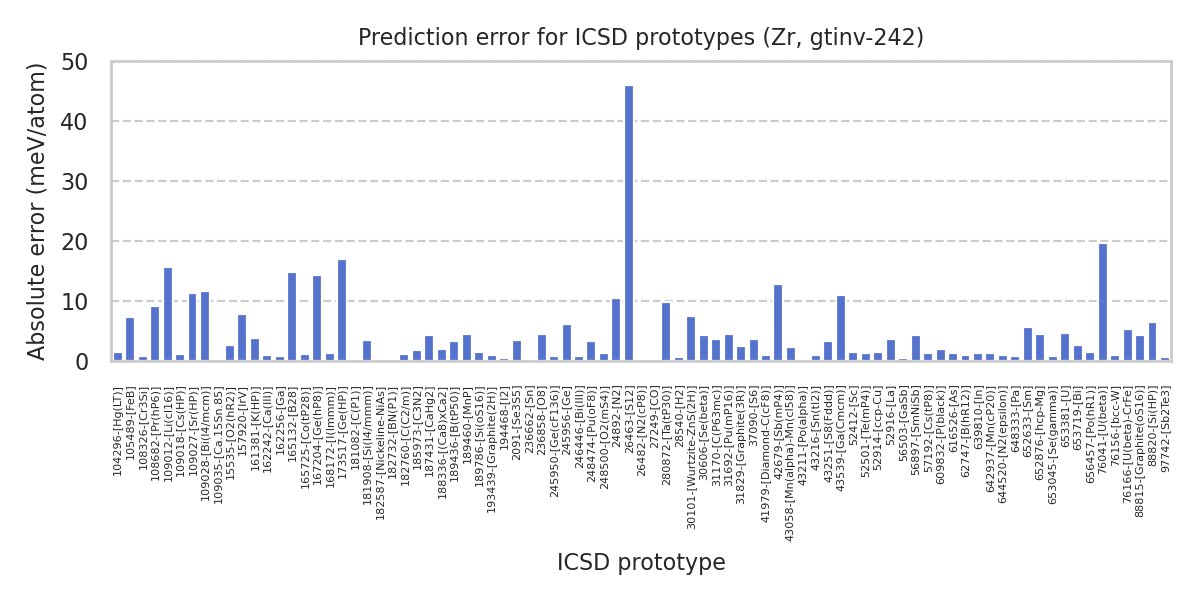 Prediction error for ICSD prototypes (Zr, gtinv-242)
Absolute error (meV/atom)
50
40
30
20
10
0
104296-[Hg(LT)]
105489-[FeB]
108326-[Cr3Si]
108682-[Pr(hP6)]
109012-[Li(cI16)]
109018-[Cs(HP)]
109027-[Sr(HP)]
109028-[Bi(I4/mcm)]
109035-[Ca.15Sn.85]
15535-[O2(hR2)]
157920-[IrV]
161381-[K(HP)]
162242-[Ca(III)]
162256-[Ga]
165132-[B28]
165725-[Co(tP28)]
167204-[Ge(hP8)]
168172-[I(Immm)]
173517-[Ge(HP)]
181082-[C(P1)]
181908-[Si(I4/mmm)]
182587-[Nickeline-NiAs]
182732-[BN(P1)]
182760-[C(C2/m)]
185973-[C3N2]
187431-[CaHg2]
188336-[(Ca8)xCa2]
189436-[B(tP50)]
189460-[MnP]
189786-[Si(oS16)]
193439-[Graphite(2H)]
194468-[I2]
2091-[Se3S5]
236662-[Sn]
236858-[O8]
245950-[Ge(cF136)]
245956-[Ge]
246446-[Bi(III)]
248474-[Pu(oF8)]
248500-[O2(mS4)]
24892-[N2]
26463-[S12]
26482-[N2(cP8)]
27249-[CO]
280872-[Ta(tP30)]
28540-[H2]
30101-[Wurtzite-ZnS(2H)]
30606-[Se(beta)]
31170-[C(P63mc)]
31692-[Pu(mP16)]
31829-[Graphite(3R)]
37090-[S6]
41979-[Diamond-C(cF8)]
42679-[Sb(mP4)]
43058-[Mn(alpha)-Mn(cI58)]
43211-[Po(alpha)]
43216-[Sn(tI2)]
43251-[S8(Fddd)]
43539-[Ga(Cmcm)]
52412-[Sc]
52501-[Te(mP4)]
52914-[ccp-Cu]
52916-[La]
56503-[GaSb]
56897-[SmNiSb]
57192-[Cs(tP8)]
609832-[P(black)]
616526-[As]
62747-[B(hR12)]
639810-[In]
642937-[Mn(cP20)]
644520-[N2(epsilon)]
648333-[Pa]
652633-[Sm]
652876-[hcp-Mg]
653045-[Se(gamma)]
653381-[U]
653719-[Bi]
656457-[Po(hR1)]
76041-[U(beta)]
76156-[bcc-W]
76166-[U(beta)-CrFe]
88815-[Graphite(oS16)]
88820-[Si(HP)]
97742-[Sb2Te3]
ICSD prototype